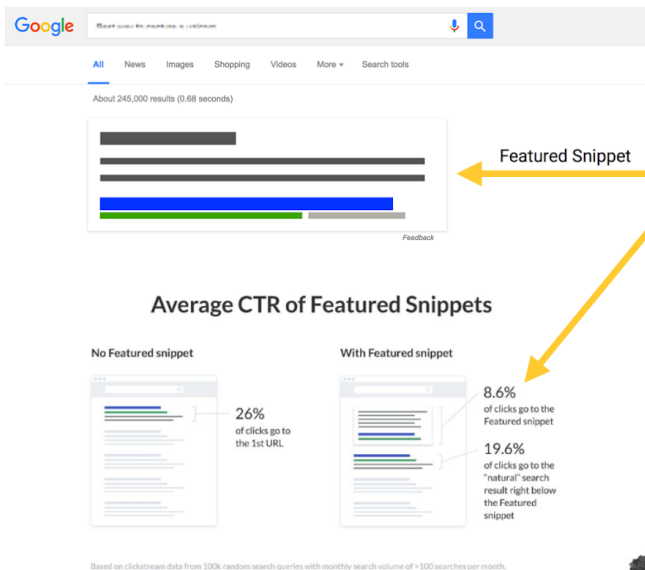 Google
All News Images Shopping Videos More Search tools
About 245,000 results (0.68 seconds)
Featured Snippet
Feedback
Average CTR of Featured Snippets
No Featured snippet
With Featured snippet
26%
of clicks go to
the 1st URL
8.6%
of clicks go to the
Featured snippet
19.6%
of clicks go to the
"natural" search
result right below
the Featured
snippet
Based on clickstream data from 100k random search queries with monthly search volume of >100 searches per month.